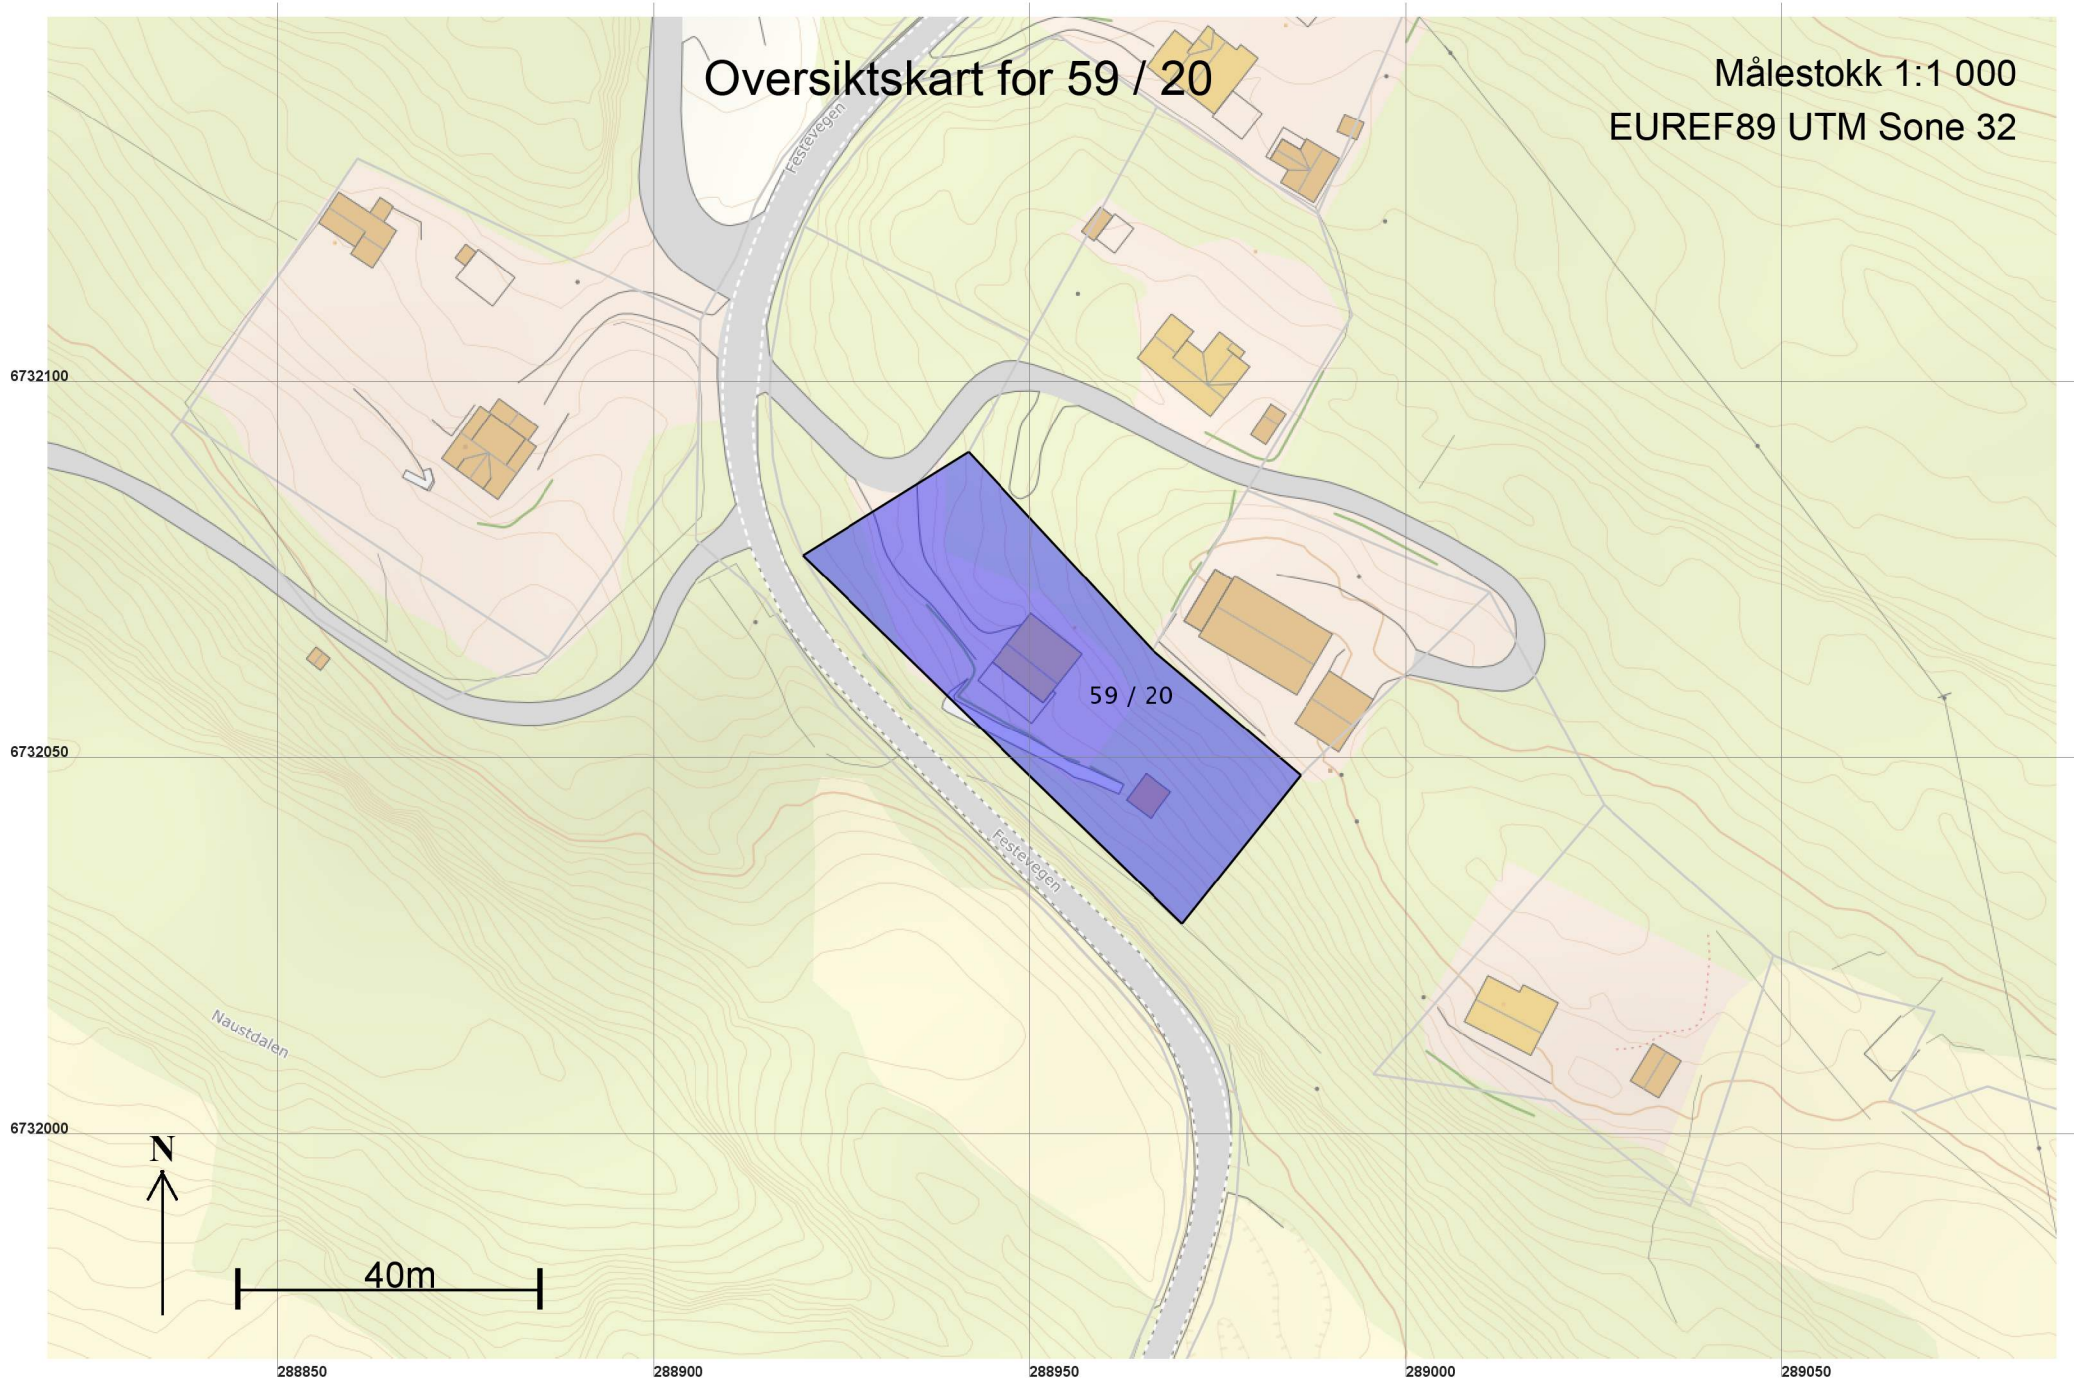 Oversiktskart for 59 / 20
Målestokk 1:1 000
EUREF89 UTM Sone 32
Festevegen
6732100
59 / 20
6732050
Festevegen
Naustdalen
6732000
N
40m
288850
288900
288950
289000
289050